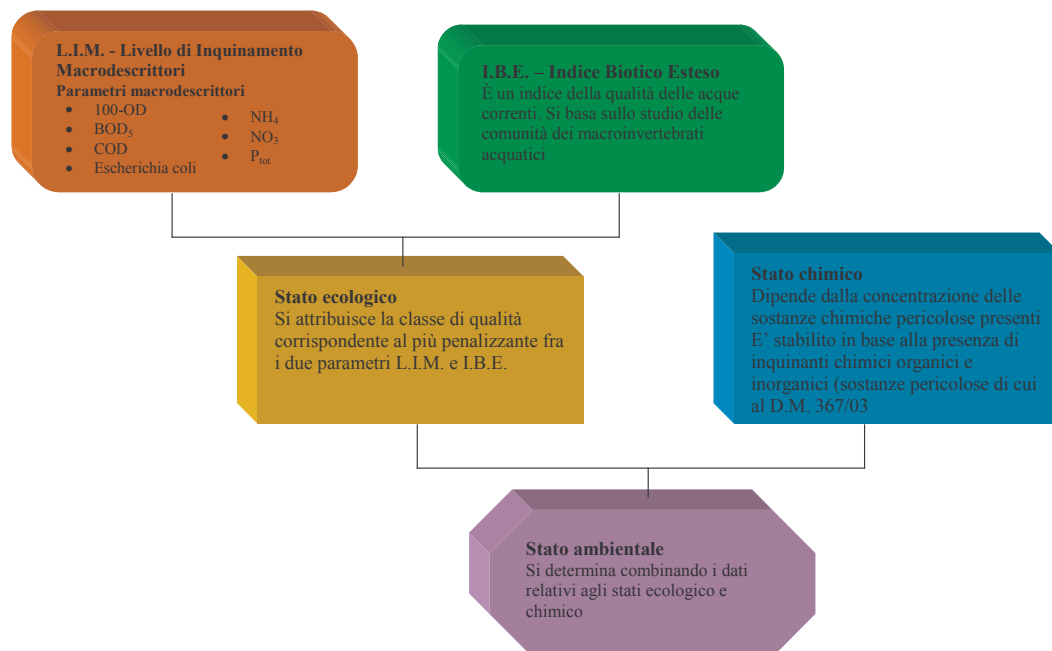 L.I.M. - Livello di Inquinamento
Macrodescrittori
Parametri macrodescrittori
• 100-OD
• BOD₅
• COD
• Escherichia coli
• NH₄
• NO₃
• Pₜₒₜ
I.B.E. – Indice Biotico Esteso
È un indice della qualità delle acque
correnti. Si basa sullo studio delle
comunità dei macroinvertebrati
acquatici
Stato ecologico
Si attribuisce la classe di qualità
corrispondente al più penalizzante fra
i due parametri L.I.M. e I.B.E.
Stato chimico
Dipende dalla concentrazione delle
sostanze chimiche pericolose presenti
E’ stabilito in base alla presenza di
inquinanti chimici organici e
inorganici (sostanze pericolose di cui
al D.M. 367/03
Stato ambientale
Si determina combinando i dati
relativi agli stati ecologico e
chimico